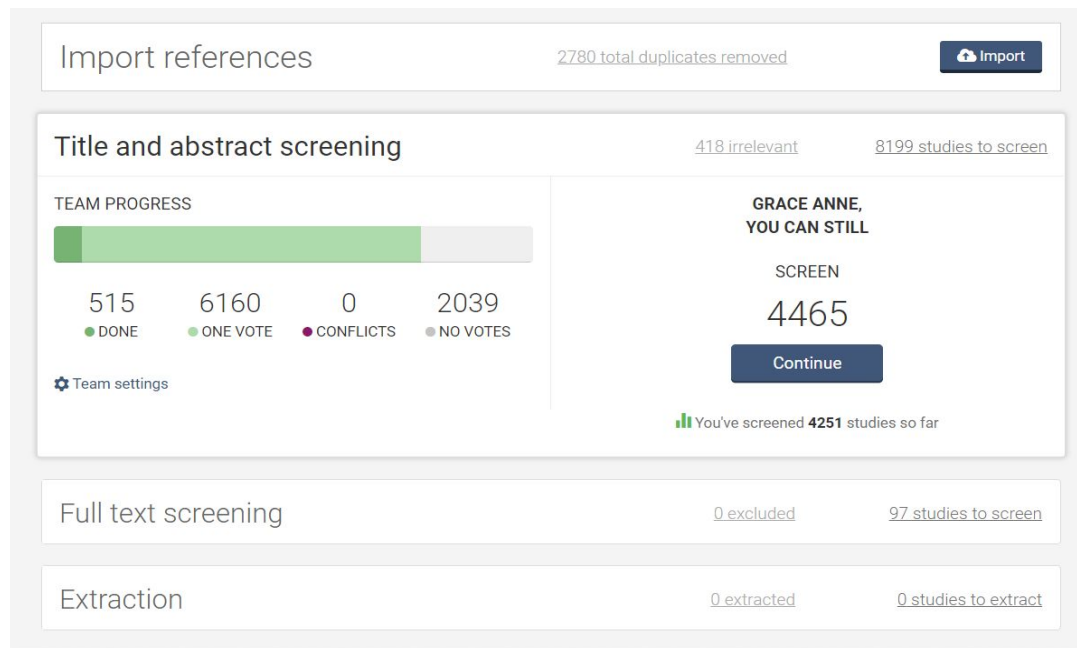 Import references
2780 total duplicates removed
Import
Title and abstract screening
418 irrelevant
8199 studies to screen
TEAM PROGRESS
515
6160
0
2039
DONE
ONE VOTE
CONFLICTS
NO VOTES
Team settings
GRACE ANNE,
YOU CAN STILL
SCREEN
4465
Continue
You've screened 4251 studies so far
Full text screening
0 excluded
97 studies to screen
Extraction
0 extracted
0 studies to extract